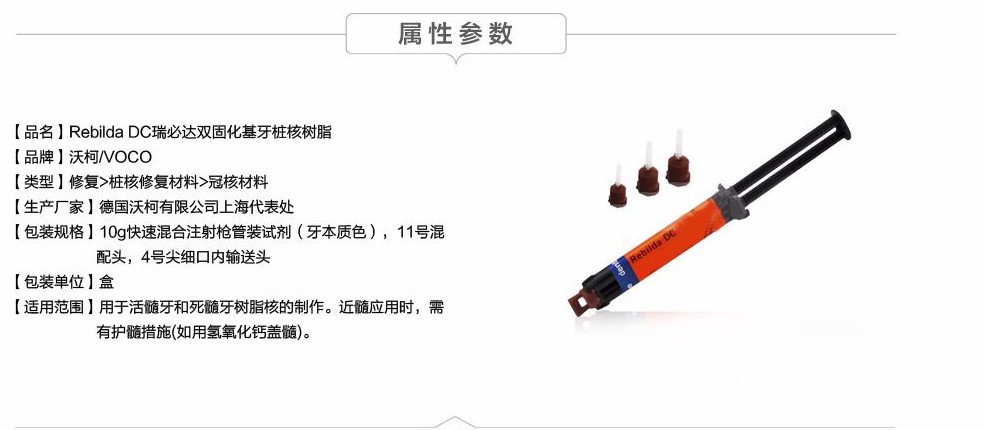 属性参数
【品名】Rebilda DC瑞必达双固化基牙桩核树脂
【品牌】沃柯/VOCO
【类型】修复>桩核修复材料>冠核材料
【生产厂家】德国沃柯有限公司上海代表处
【包装规格】10g快速混合注射枪管装试剂（牙本质色），11号混
配头，4号尖细口内输送头
【包装单位】盒
【适用范围】用于活髓牙和死髓牙树脂核的制作。近髓应用时，需
有护髓措施(如用氢氧化钙盖髓)。
Rebilda DC